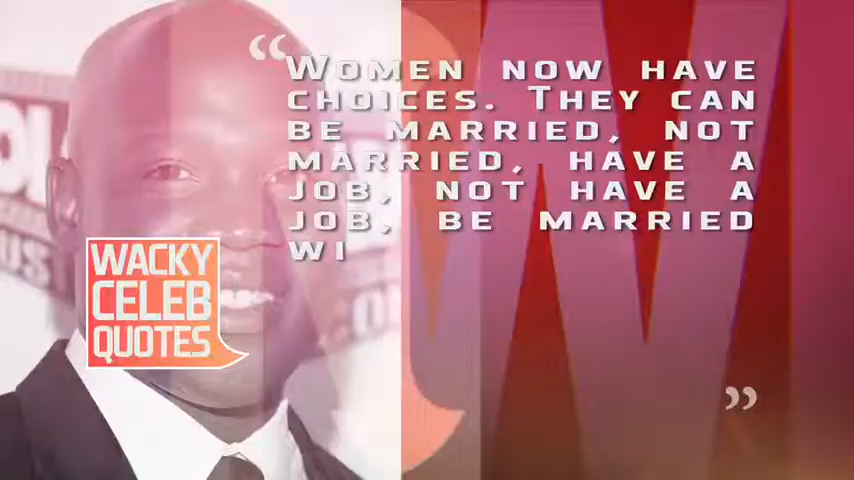 “
WOMEN NOW HAVE
CHOICES. THEY CAN
BE MARRIED, NOT
MARRIED, HAVE A
JOB, NOT HAVE A
JOB, BE MARRIED
WI
”
WACKY
CELEB
QUOTES